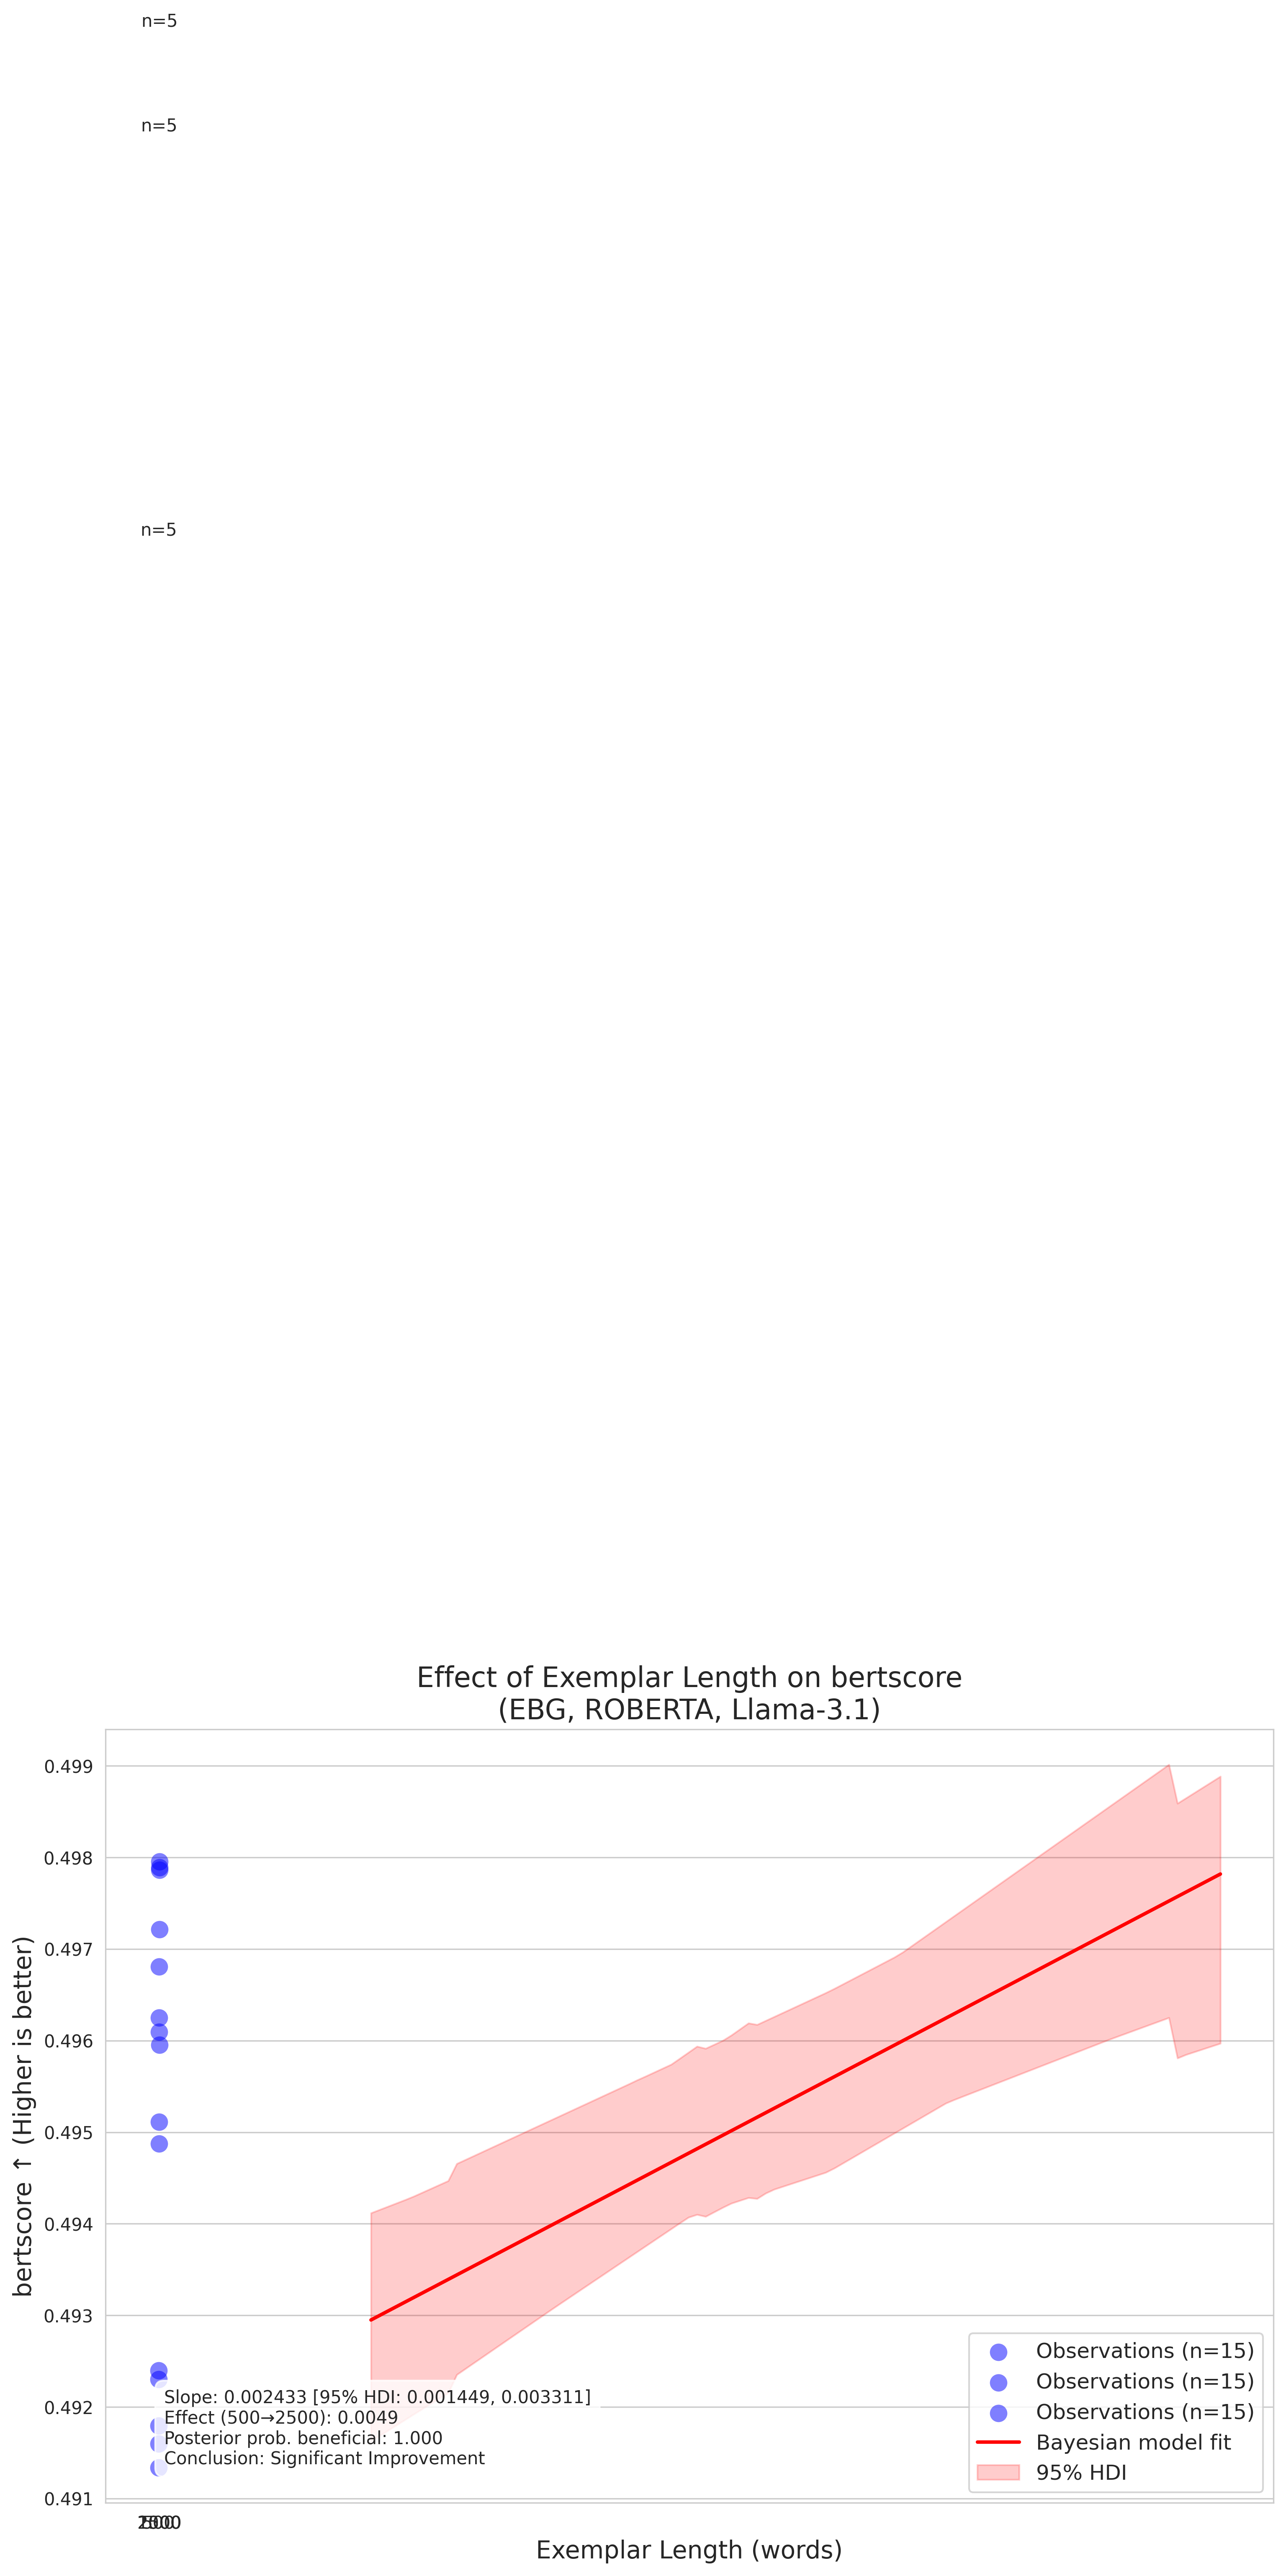 n=5
n=5
n=5
Effect of Exemplar Length on bertscore
(EBG, ROBERTA, Llama-3.1)
bertscore ↑ (Higher is better)
0.499
0.498
0.497
0.496
0.495
0.494
0.493
0.492
0.491
Slope: 0.002433 [95% HDI: 0.001449, 0.003311]
Effect (500→2500): 0.0049
Posterior prob. beneficial: 1.000
Conclusion: Significant Improvement
Observations (n=15)
Observations (n=15)
Observations (n=15)
Bayesian model fit
95% HDI
Exemplar Length (words)